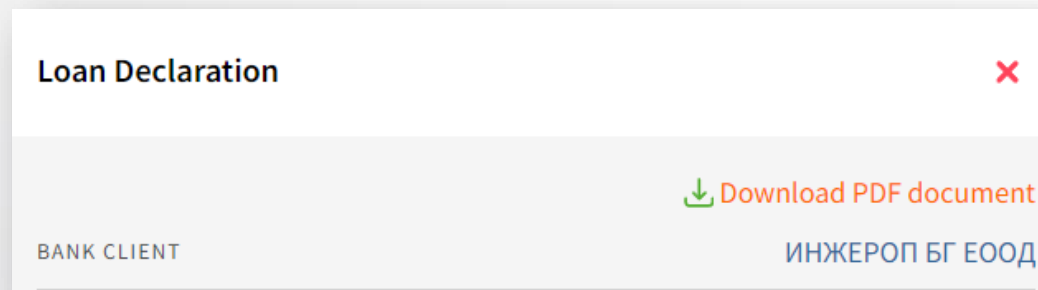 Loan Declaration
Download PDF document
BANK CLIENT ИНЖЕРОП БГ ЕООД